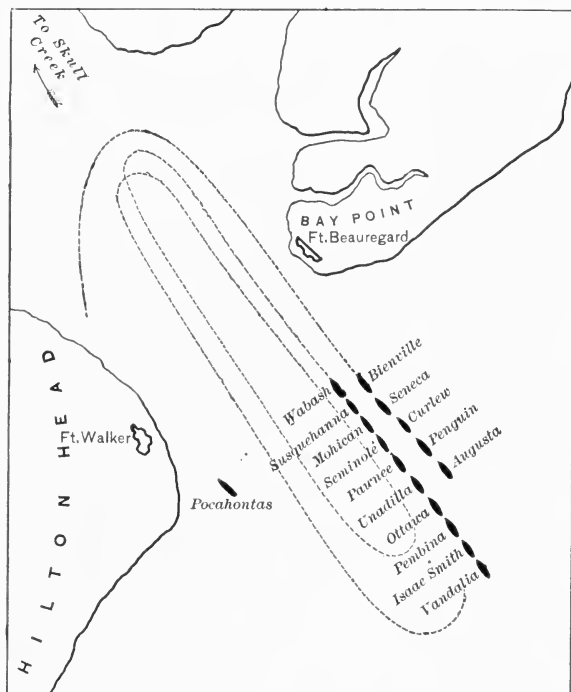 To Skull
Creek
BAY POINT
Ft. Beauregard
HILTON HEAD
Ft. Walker
Pocahontas
Wabash
Susquehanna
Mohican
Seminole
Pawnee
Unadilla
Ottawa
Pembina
Isaac Smith
Vandalia
Bienville
Seneca
Curlew
Penguin
Augusta